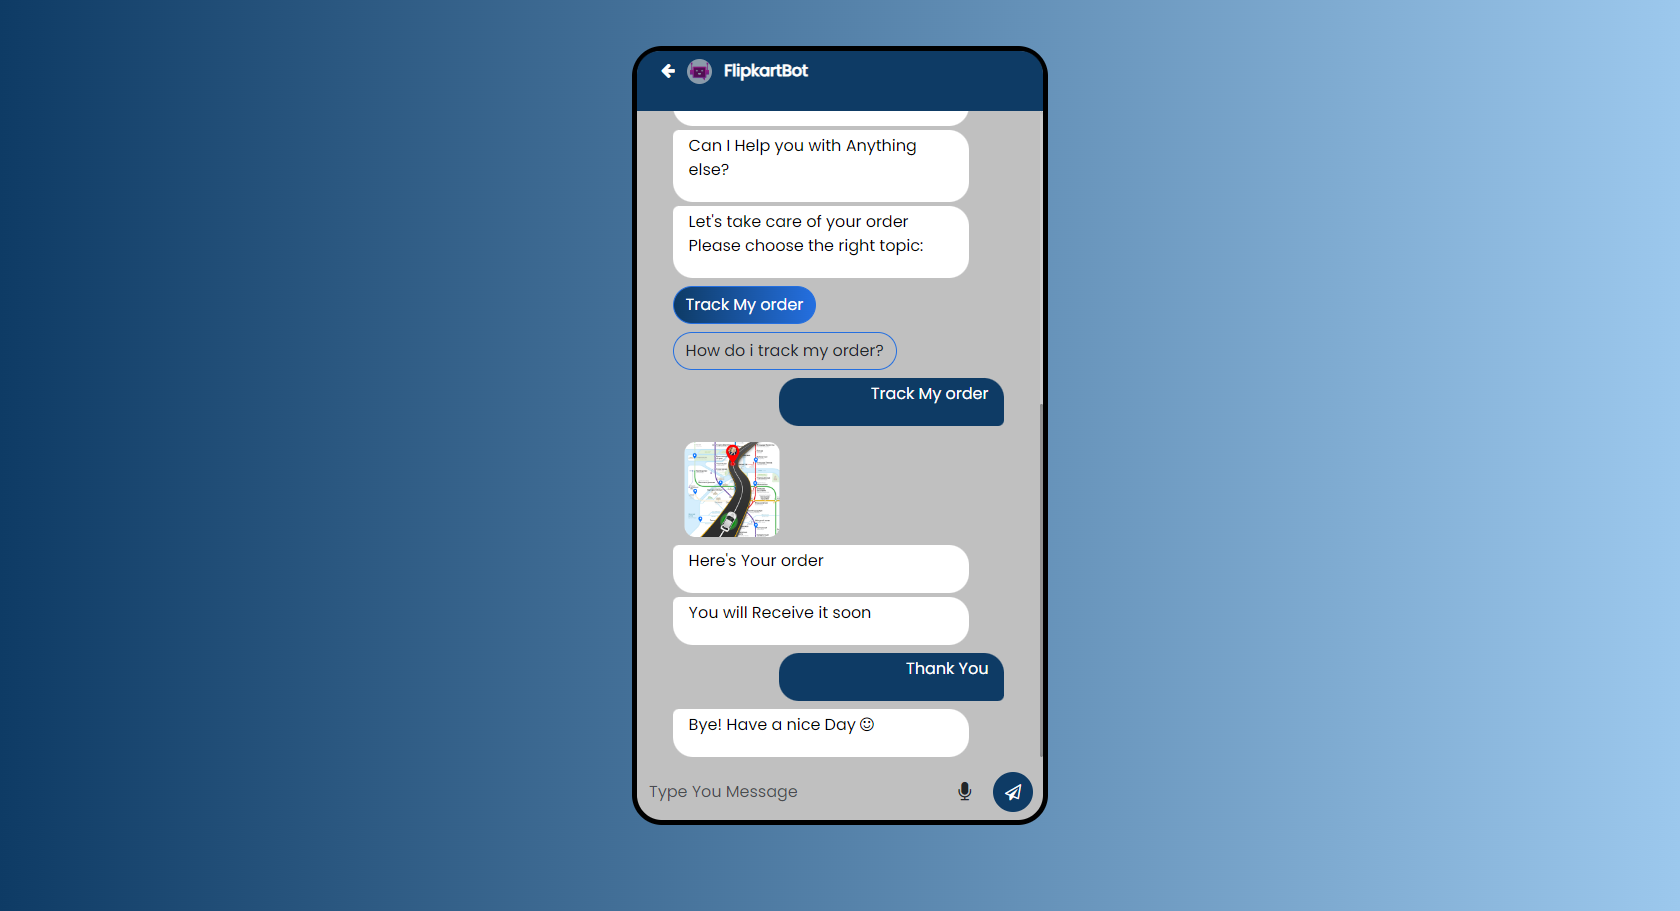 FlipkartBot
Can I Help you with Anything
else?
Let's take care of your order
Please choose the right topic:
Track My order
How do i track my order?
Track My order
Here's Your order
You will Receive it soon
Thank You
Bye! Have a nice Day ☺
Type You Message